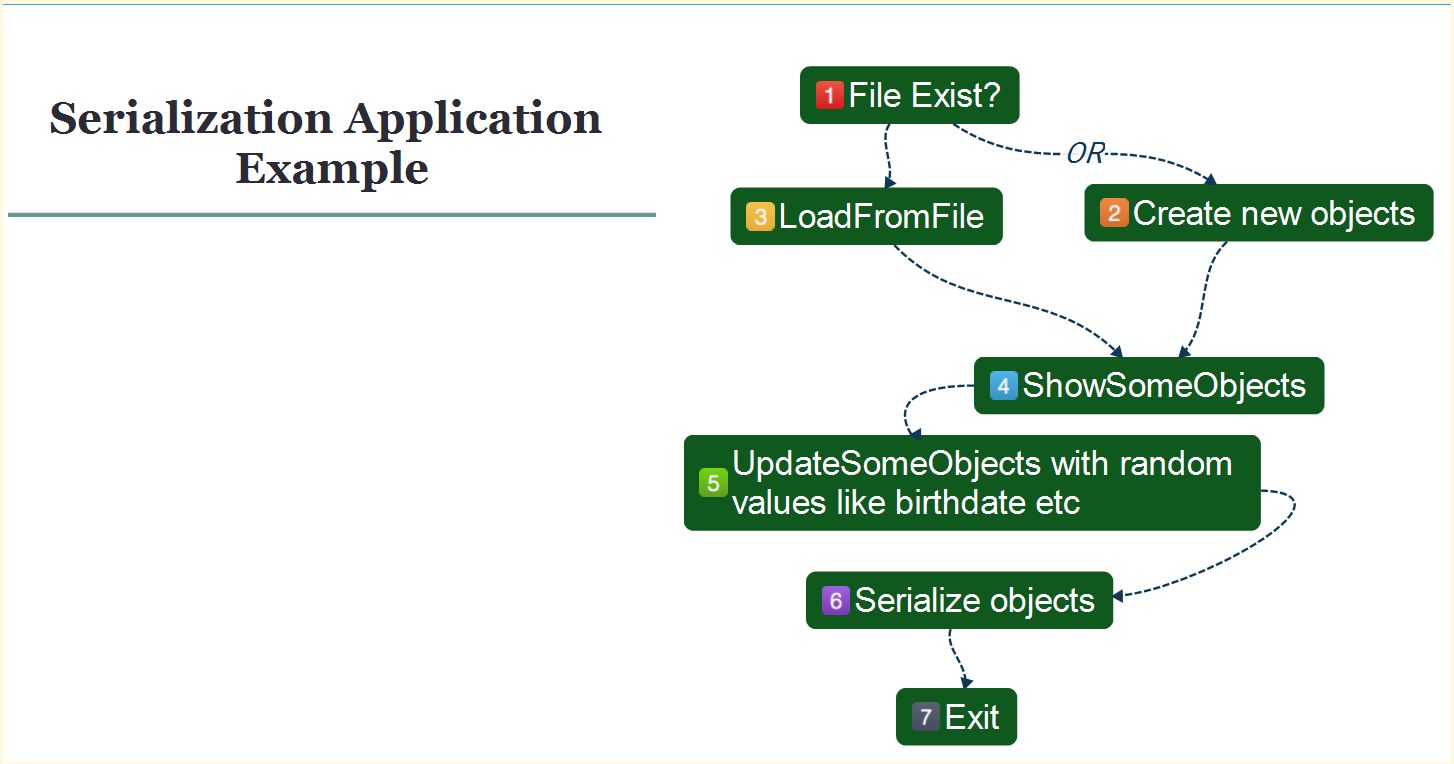 Serialization Application
Example
1 File Exist?
OR
3 LoadFromFile
2 Create new objects
4 ShowSomeObjects
5 UpdateSomeObjects with random
values like birthdate etc
6 Serialize objects
7 Exit